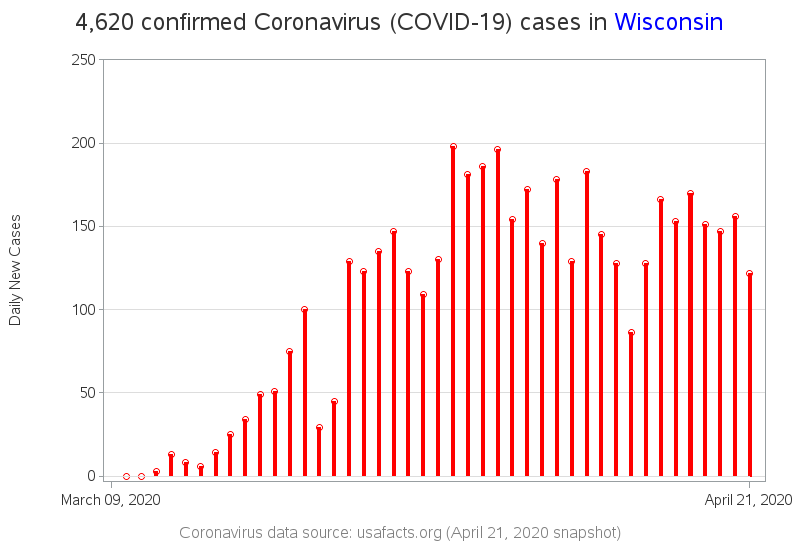 4,620 confirmed Coronavirus (COVID-19) cases in Wisconsin
250
200
150
100
50
0
Daily New Cases
March 09, 2020
April 21, 2020
Coronavirus data source: usafacts.org (April 21, 2020 snapshot)